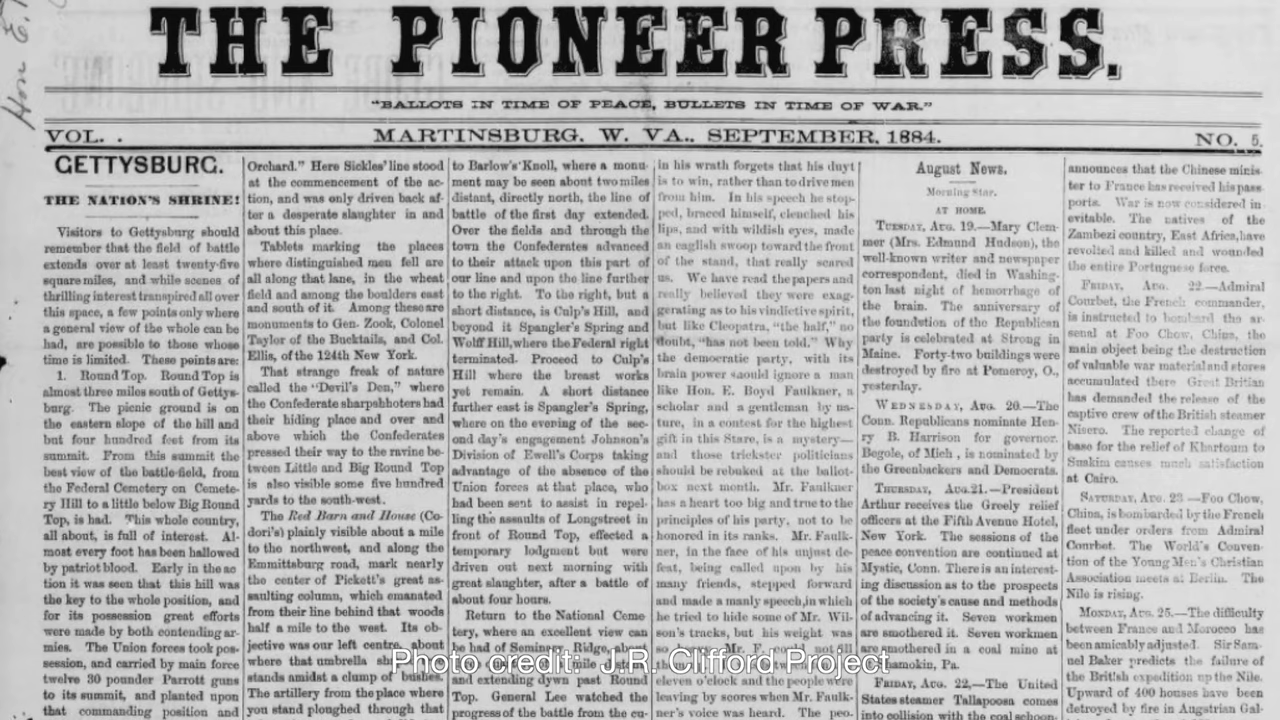 Hon E.
THE PIONEER PRESS.
"BALLOTS IN TIME OF PEACE, BULLETS IN TIME OF WAR."
VOL. . MARTINSBURG. W. VA., SEPTEMBER, 1884. NO. 5.
GETTYSBURG.
THE NATION'S SHRINE!
Visitors to Gettysburg should
remember that the field of battle
extends over at least twenty-five
square miles, and while scenes of
thrilling interest transpired all over
this space, a few points only where
a general view of the whole can be
had, are possible to those whose
time is limited. These points are:
1. Round Top. Round Top is
almost three miles south of Gettys-
burg. The picnic ground is on
the eastern slope of the hill and
but four hundred feet from its
summit. From this summit the
best view of the battle-field, from
the Federal Cemetery on Cemete-
ry Hill to a little below Big Round
Top, is had. This whole country,
all about, is full of interest. Al-
most every foot has been hallowed
by patriot blood. Early in the ac
tion it was seen that this hill was
the key to the whole position, and
for its possession great efforts
were made by both contending ar-
mies. The Union forces took pos-
session, and carried by main force
twelve 30 pounder Parrott guns
to its summit, and planted upon
that commanding position and
Orchard." Here Sickles' line stood
at the commencement of the ac-
tion, and was only driven back af-
ter a desperate slaughter in and
about this place.
Tablets marking the places
where distinguished men fell are
all along that lane, in the wheat
field and among the boulders east
and south of it. Among these are
monuments to Gen. Zook, Colonel
Taylor of the Bucktails, and Col.
Ellis, of the 124th New York.
That strange freak of nature
called the "Devil's Den," where
the Confederate sharpshooters had
their hiding place and over and
above which the Confederates
pressed their way to the ravine be-
tween Little and Big Round Top
is also visible some five hundred
yards to the south-west.
The Red Barn and House (Co-
dori's) plainly visible about a mile
to the northwest, and along the
Emmittsburg road, mark nearly
the center of Pickett's great as-
saulting column, which emanated
from their line behind that woods
half a mile to the west. Its ob-
jective was our left centre, about
where that umbrella
stands amidst a clump of bushes.
The artillery from the place where
you stand ploughed through that
to Barlow's Knoll, where a monu-
ment may be seen about two miles
distant, directly north, the line of
battle of the first day extended.
Over the fields and through the
town the Confederates advanced
to their attack upon this part of
our line and upon the line further
to the right. To the right, but a
short distance, is Culp's Hill, and
beyond it Spangler's Spring and
Wolff Hill, where the Federal right
terminated. Proceed to Culp's
Hill where the breast works
yet remain. A short distance
further east is Spangler's Spring,
where on the evening of the sec-
ond day's engagement Johnson's
Division of Ewell's Corps taking
advantage of the absence of the
Union forces at that place, who
had been sent to assist in repel-
ling the assaults of Longstreet in
front of Round Top, effected a
temporary lodgment but were
driven out next morning with
great slaughter, after a battle of
about four hours.
Return to the National Ceme
tery, where an excellent view can
be had of Seminary Ridge, about
mile distant
and extending down past Round
Top. General Lee watched the
progress of the battle from the cu-
in his wrath forgets that his duyt
is to win, rather than to drive men
from him. In his speech he stop-
ped, braced himself, clenched his
lips, and with wildish eyes, made
an eaglish swoop toward the front
of the stand, that really scared
us. We have read the papers and
really believed they were exag-
gerating as to his vindictive spirit,
but like Cleopatra, "the half," no
doubt, "has not been told." Why
the democratic party, with its
brain power should ignore a man
like Hon. E. Boyd Faulkner, a
scholar and a gentleman by na-
ture, in a contest for the highest
gift in this Stare, is a mystery—
and those trickster politicians
should be rebuked at the ballot-
box next month. Mr. Faulkner
has a heart too big and true to the
principles of his party, not to be
honored in its ranks. Mr. Faulk-
ner, in the face of his unjust de-
feat, being called upon by his
many friends, stepped forward
and made a manly speech, in which
he tried to hide some of Mr. Wil-
son's tracks, but his weight was
so Mr. F. not fill
eleven o'clock and the people were
leaving by scores when Mr. Faulk-
ner's voice was heard. The peo-
August News.
Morning Star.
AT HOME.
TUESDAY, AUG. 19.—Mary Clem-
mer (Mrs. Edmund Hudson), the
well-known writer and newspaper
correspondent, died in Washing-
ton last night of hemorrhage of
the brain. The anniversary of
the foundation of the Republican
party is celebrated at Strong in
Maine. Forty-two buildings were
destroyed by fire at Pomeroy, O.,
yesterday.
WEDNESDAY, AUG. 20.—The
Conn. Republicans nominate Hen-
ry B. Harrison for governor.
Begole, of Mich , is nominated by
the Greenbackers and Democrats.
THURSDAY, AUG. 21.—President
Arthur receives the Greely relief
officers at the Fifth Avenue Hotel,
New York. The sessions of the
peace convention are continued at
Mystic, Conn. There is an interest-
ing discussion as to the prospects
of the society's cause and methods
of advancing it. Seven workmen
are smothered it. Seven workmen
are smothered in a coal mine at
Shamokin, Pa.
FRIDAY, AUG. 22,—The United
States steamer Tallapoosa comes
into collision with the coal schoon-
announces that the Chinese minis-
ter to France has received his pass
ports. War is now considered in-
evitable. The natives of the
Zambezi country, East Africa, have
revolted and killed and wounded
the entire Portuguese force.
FRIDAY, AUG. 22 —Admiral
Courbet, the French commander,
is instructed to bombard the ar-
senal at Foo Chow, China, the
main object being the destruction
of valuable war material and stores
accumulated there Great Britian
has demanded the release of the
captive crew of the British steamer
Nisero. The reported change of
base for the relief of Khartoum to
Suakim causes much satisfaction
at Cairo.
SATURDAY, AUG. 23 —Foo Chow,
China, is bombarded by the French
fleet under orders from Admiral
Courbet. The World's Conven-
tion of the Young Men's Christian
Association meets at Berlin. The
Nile is rising.
MONDAY, AUG. 25.—The difficulty
between France and Morocco has
been amicably adjusted. Sir Sam-
uel Baker predicts the failure of
the British expedition up the Nile.
Upward of 400 houses have been
detroyed by fire in Augstrian Gal-
Photo credit: J.R. Clifford Project